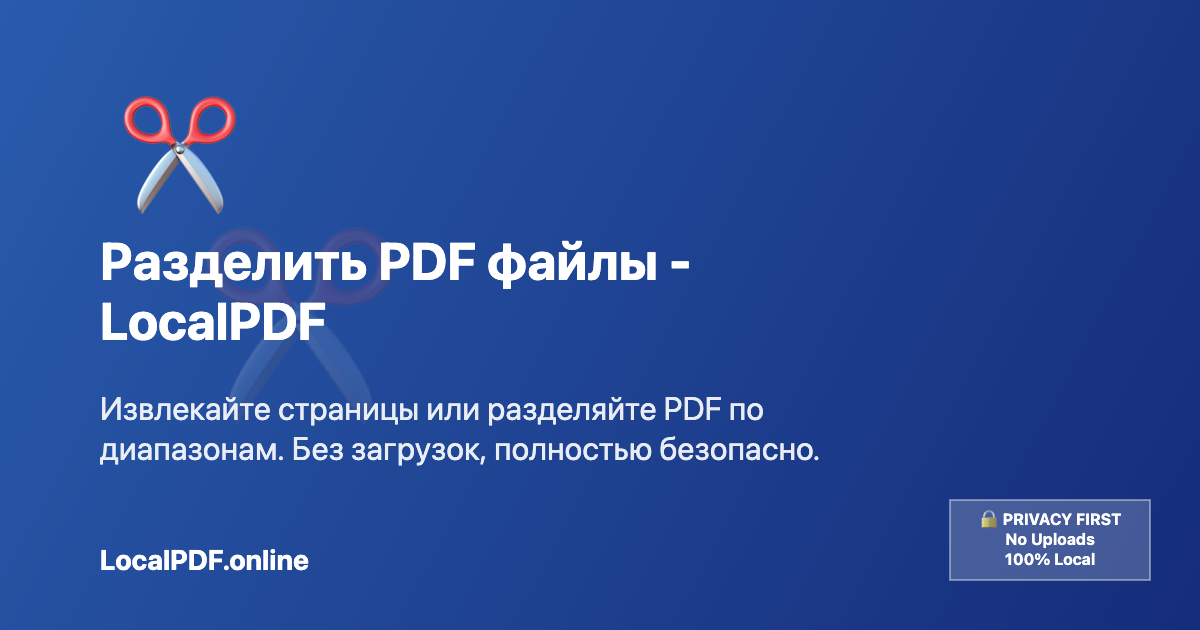 Разделить PDF файлы -
LocalPDF
Извлекайте страницы или разделяйте PDF по
диапазонам. Без загрузок, полностью безопасно.
LocalPDF.online
🔒 PRIVACY FIRST
No Uploads
100% Local